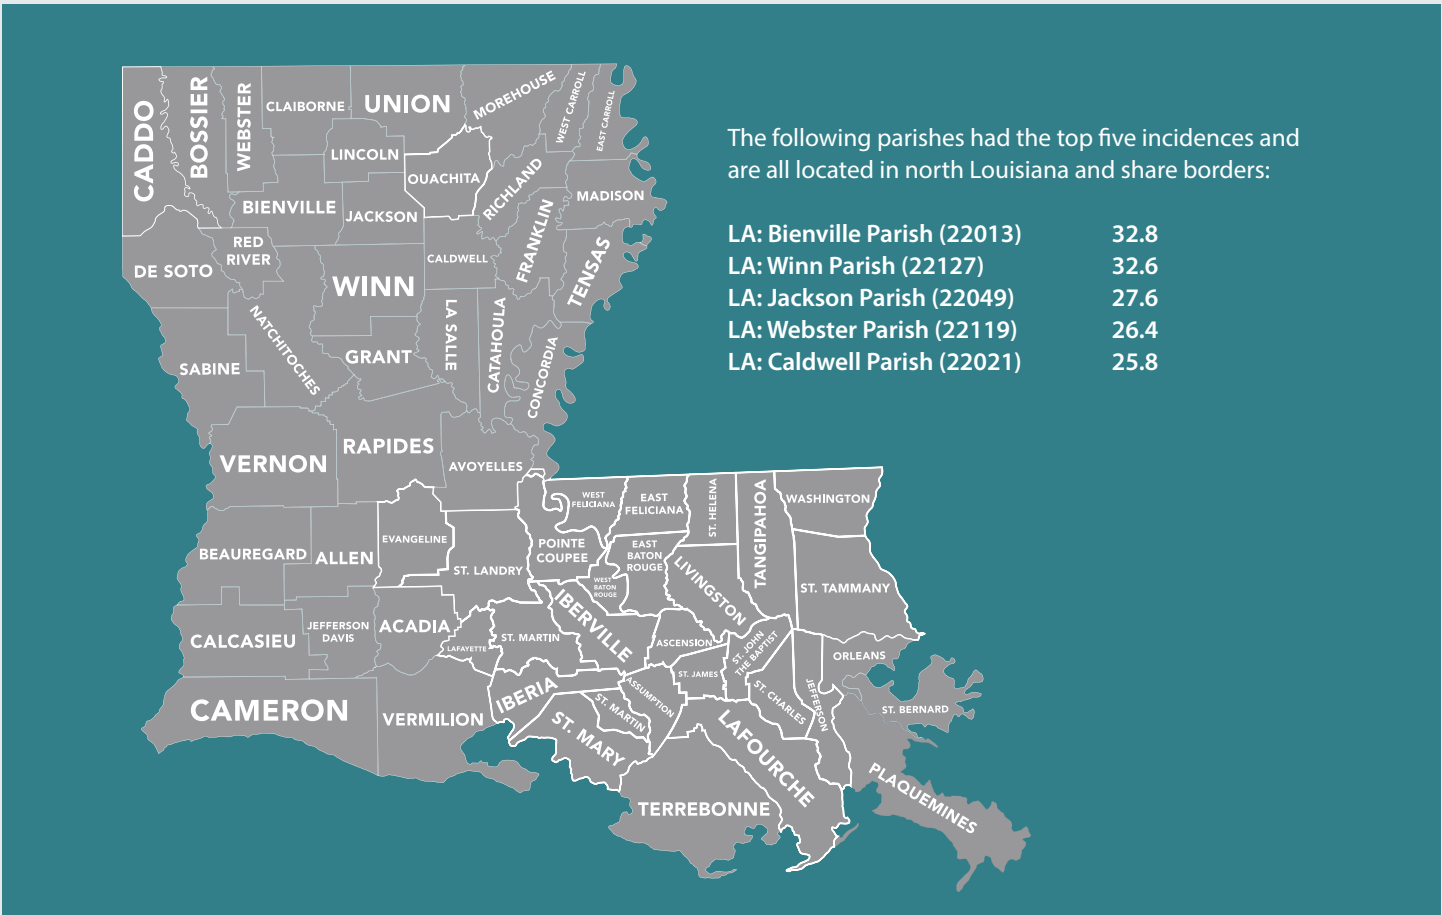 The following parishes had the top five incidences and
are all located in north Louisiana and share borders:
LA: Bienville Parish (22013) 32.8
LA: Winn Parish (22127) 32.6
LA: Jackson Parish (22049) 27.6
LA: Webster Parish (22119) 26.4
LA: Caldwell Parish (22021) 25.8
CADDO
BOSSIER
WEBSTER
CLAIBORNE
UNION
MOREHOUSE
WEST CARROLL
EAST CARROLL
LINCOLN
OUACHITA
RICHLAND
MADISON
BIENVILLE
JACKSON
FRANKLIN
RED
RIVER
DE SOTO
WINN
CALDWELL
TENSAS
NATCHITOCHES
LA SALLE
CATAHOULA
CONCORDIA
SABINE
GRANT
VERNON
RAPIDES
AVOYELLES
WEST
FELICIANA
EAST
FELICIANA
ST. HELENA
TANGIPAHOA
WASHINGTON
BEAUREGARD
ALLEN
EVANGELINE
ST. LANDRY
POINTE
COUPEE
EAST
BATON
ROUGE
WEST
BATON
ROUGE
LIVINGSTON
ST. TAMMANY
CALCASIEU
JEFFERSON
DAVIS
ACADIA
LAFAYETTE
ST. MARTIN
IBERVILLE
ASCENSION
ST. JOHN
THE BAPTIST
ORLEANS
CAMERON
VERMILION
IBERIA
ST. MARTIN
ASSUMPTION
ST. JAMES
ST. CHARLES
JEFFERSON
ST. BERNARD
ST. MARY
LAFOURCHE
TERREBONNE
PLAQUEMINES